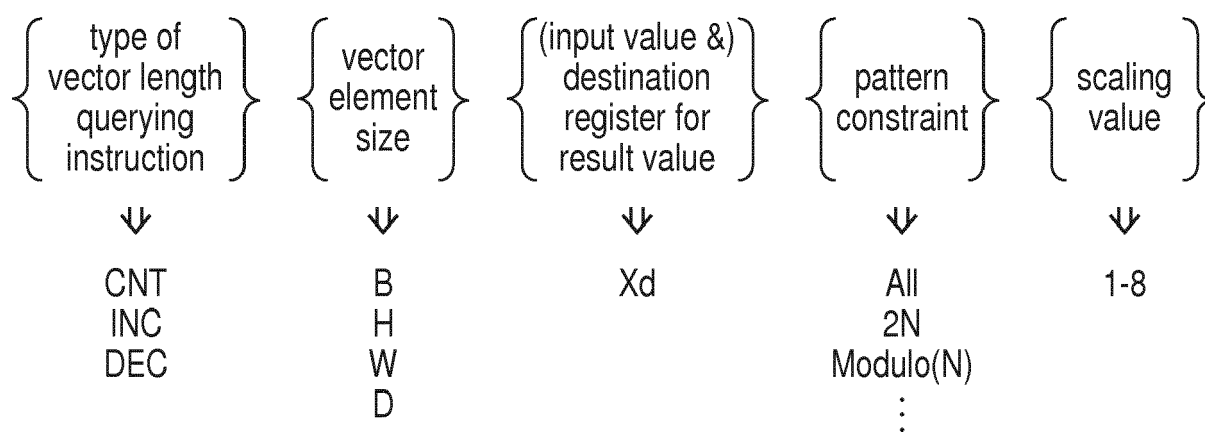 type of
vector length
querying
instruction
vector
element
size
(input value &)
destination
register for
result value
pattern
constraint
scaling
value
CNT
INC
DEC
B
H
W
D
Xd
All
2N
Modulo(N)
⋮
1-8